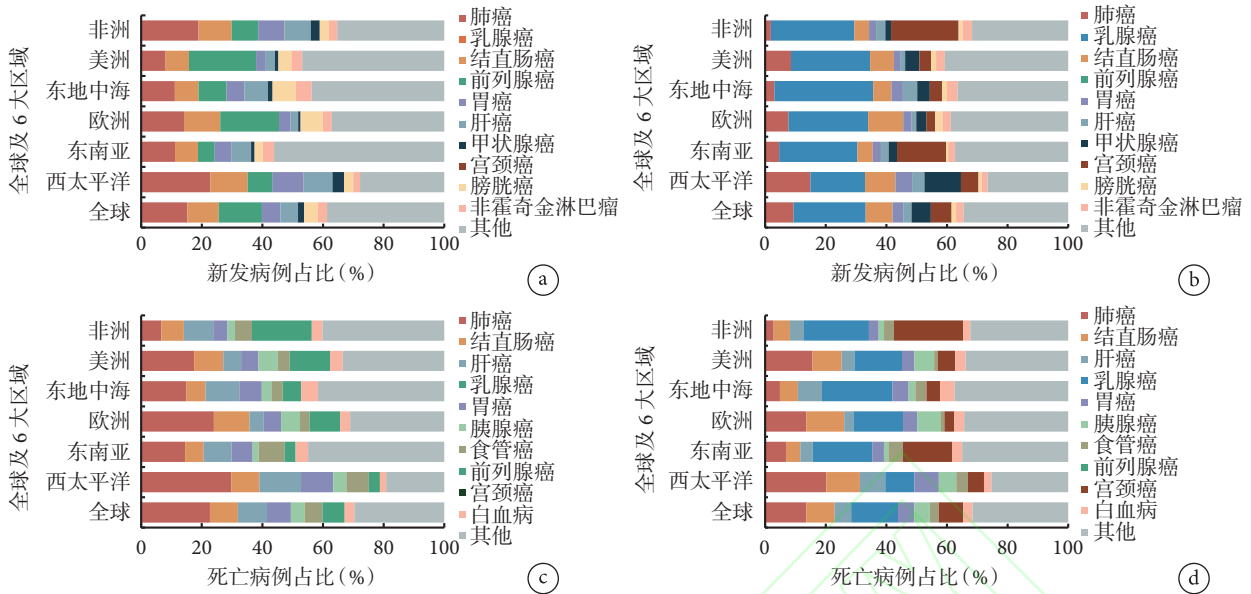 全球及 6 大区域
非洲
美洲
东地中海
欧洲
东南亚
西太平洋
全球
0 20 40 60 80 100
新发病例占比(%)
肺癌
乳腺癌
结直肠癌
前列腺癌
胃癌
肝癌
甲状腺癌
宫颈癌
膀胱癌
非霍奇金淋巴瘤
其他
a
全球及 6 大区域
非洲
美洲
东地中海
欧洲
东南亚
西太平洋
全球
0 20 40 60 80 100
新发病例占比(%)
肺癌
乳腺癌
结直肠癌
前列腺癌
胃癌
肝癌
甲状腺癌
宫颈癌
膀胱癌
非霍奇金淋巴瘤
其他
b
全球及 6 大区域
非洲
美洲
东地中海
欧洲
东南亚
西太平洋
全球
0 20 40 60 80 100
死亡病例占比(%)
肺癌
结直肠癌
肝癌
乳腺癌
胃癌
胰腺癌
食管癌
前列腺癌
宫颈癌
白血病
其他
c
全球及 6 大区域
非洲
美洲
东地中海
欧洲
东南亚
西太平洋
全球
0 20 40 60 80 100
死亡病例占比(%)
肺癌
结直肠癌
肝癌
乳腺癌
胃癌
胰腺癌
食管癌
前列腺癌
宫颈癌
白血病
其他
d